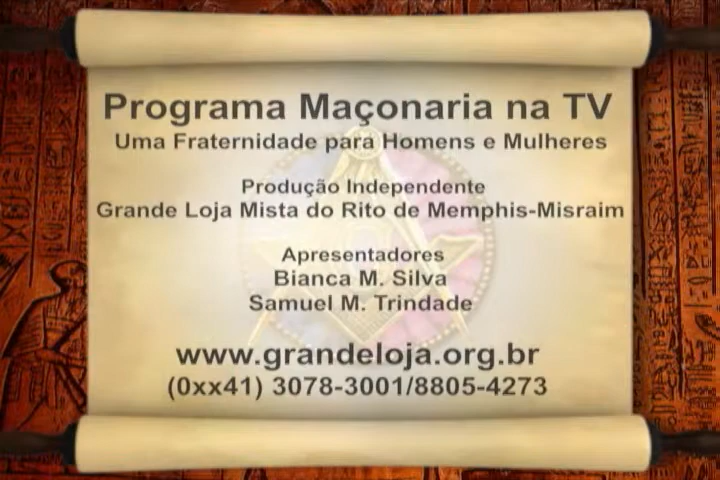 Programa Maçonaria na TV
Uma Fraternidade para Homens e Mulheres
Produção Independente
Grande Loja Mista do Rito de Memphis-Misraim
Apresentadores
Bianca M. Silva
Samuel M. Trindade
www.grandeloja.org.br
(0xx41) 3078-3001/8805-4273